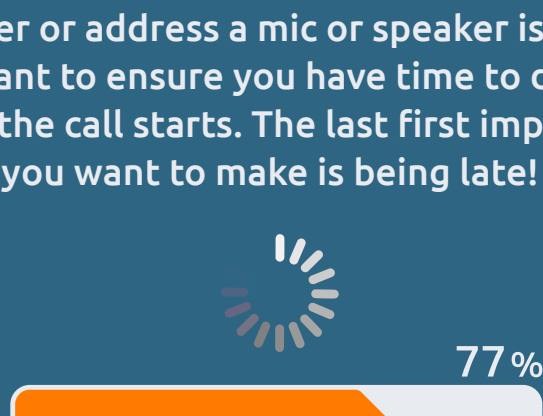 er or address a mic or speaker is
ant to ensure you have time to
the call starts. The last first imp
you want to make is being late!
77%